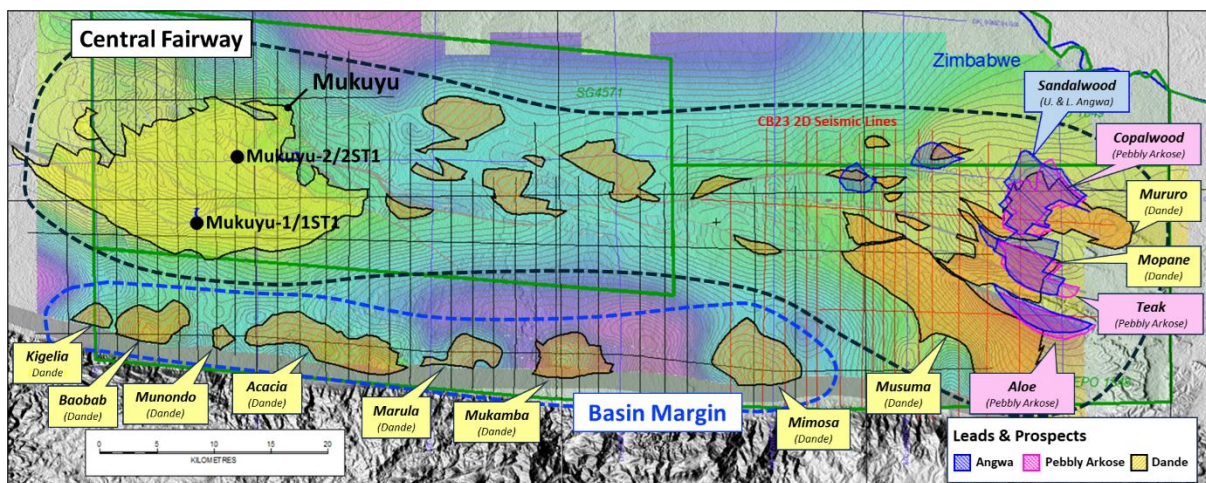 Central Fairway
Mukuyu
Mukuyu-2/2ST1
Mukuyu-1/1ST1
SG4571
CB23 2D Seismic Lines
Zimbabwe
Sandalwood
(U. & L. Angwa)
Copalwood
(Pebbly Arkose)
Mururo
(Dande)
Mopane
(Dande)
Teak
(Pebbly Arkose)
Kigelia
Dande
Baobab
(Dande)
Munondo
(Dande)
Acacia
(Dande)
Marula
(Dande)
Mukamba
(Dande)
Basin Margin
Mimosa
(Dande)
Musuma
(Dande)
Aloe
(Pebbly Arkose)
EPO
0 5 10 15 20
KILOMETRES
Leads & Prospects
Angwa
Pebbly Arkose
Dande